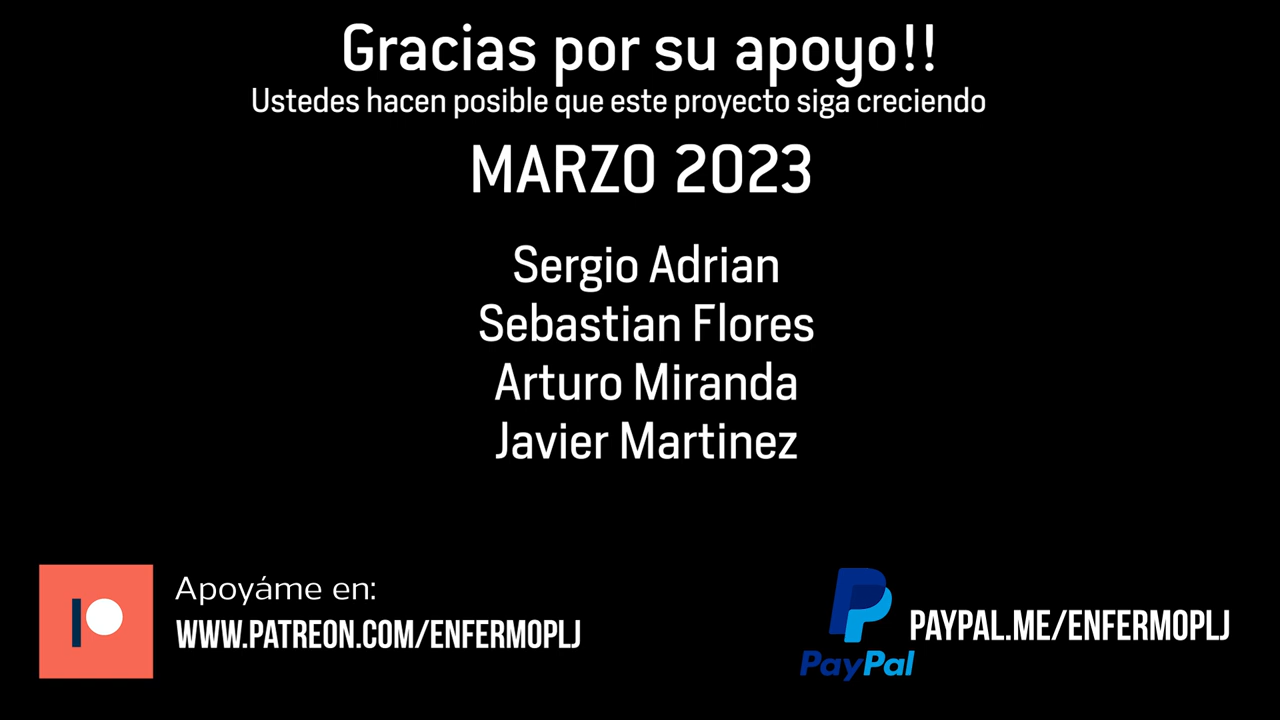 Gracias por su apoyo!!
Ustedes hacen posible que este proyecto siga creciendo
MARZO 2023
Sergio Adrian
Sebastian Flores
Arturo Miranda
Javier Martinez
Apoyáme en:
WWW.PATREON.COM/ENFERMOPLJ
PAYPAL.ME/ENFERMOPLJ
PayPal